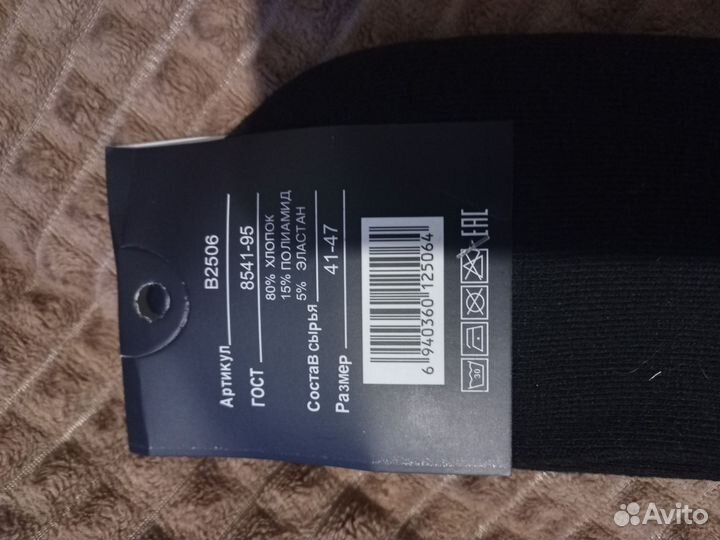 Артикул B2506
ГОСТ 8541-95
80% ХЛОПОК
15% ПОЛИАМИД
Состав сырья 5% ЭЛАСТАН
Размер 41-47
6 940360 125064
EAC
30
Avito